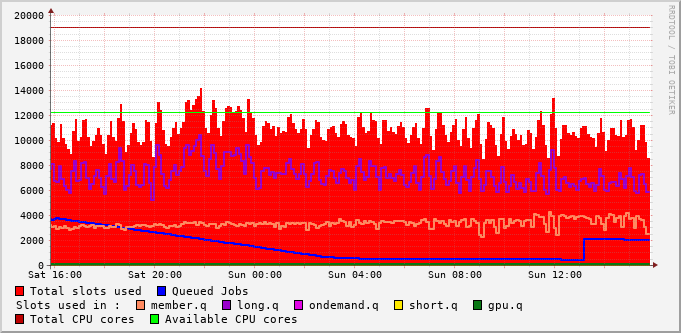 20000
18000
16000
14000
12000
10000
8000
6000
4000
2000
0
Sat 16:00 Sat 20:00 Sun 00:00 Sun 04:00 Sun 08:00 Sun 12:00
Total slots used Queued Jobs
Slots used in : member.q long.q ondemand.q short.q gpu.q
Total CPU cores Available CPU cores
RRDTOOL / TOBI OETIKER